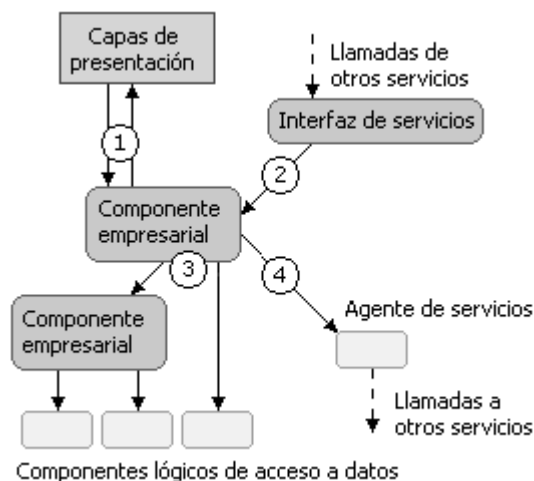 Capas de
presentación
Llamadas de
otros servicios
Interfaz de servicios
1
2
Componente
empresarial
3
4
Componente
empresarial
Agente de servicios
Llamadas a
otros servicios
Componentes lógicos de acceso a datos